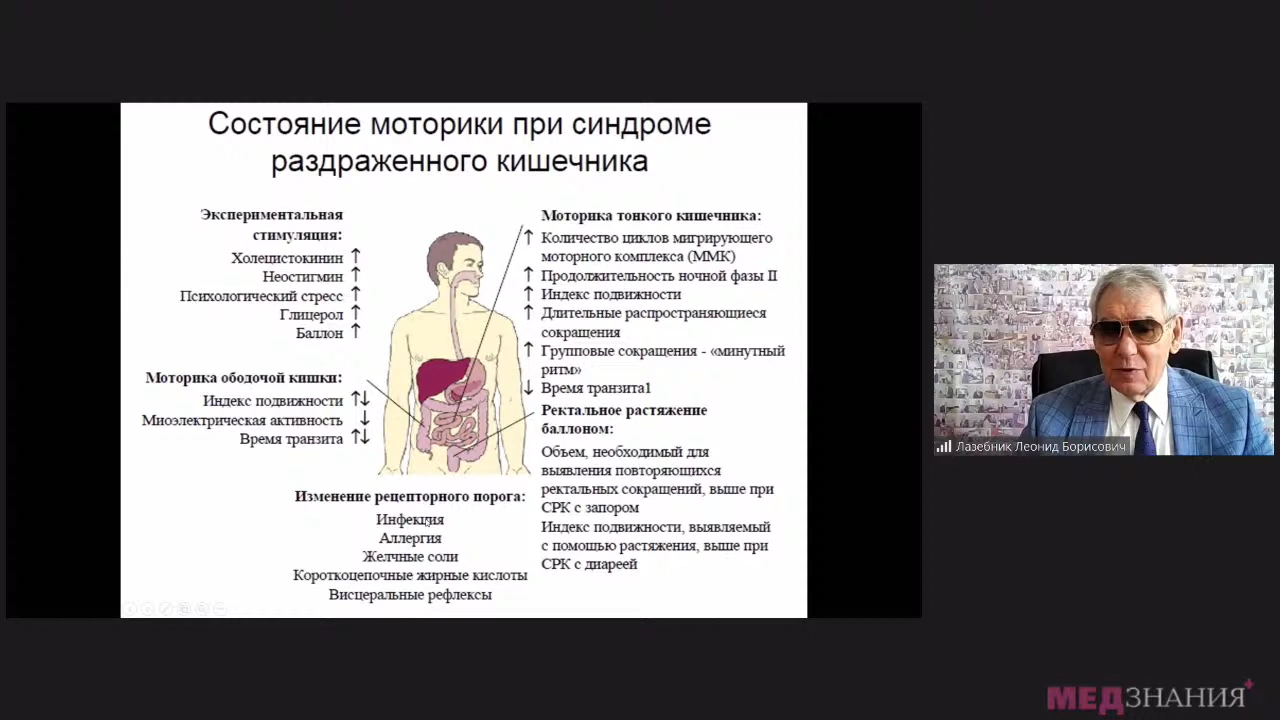 Состояние моторики при синдроме
раздраженного кишечника
Экспериментальная
стимуляция:
Холецистокинин ↑
Неостигмин ↑
Психологический стресс ↑
Глицерол ↑
Баллон ↑
Моторика ободочой кишки:
Индекс подвижности ↑↓
Миоэлектрическая активность ↓
Время транзита ↑↓
Изменение рецепторного порога:
Инфекция
Аллергия
Желчные соли
Короткоцепочные жирные кислоты
Висцеральные рефлексы
Моторика тонкого кишечника:
↑ Количество циклов мигрирующего
моторного комплекса (ММК)
↑ Продолжительность ночной фазы II
↑ Индекс подвижности
↑ Длительные распространяющиеся
сокращения
↑ Групповые сокращения - «минутный
ритм»
↓ Время транзита1
Ректальное растяжение
баллоном:
Объем, необходимый для
выявления повторяющихся
ректальных сокращений, выше при
СРК с запором
Индекс подвижности, выявляемый
с помощью растяжения, выше при
СРК с диареей
Лазебник Леонид Борисович
МЕДЗНАНИЯ+